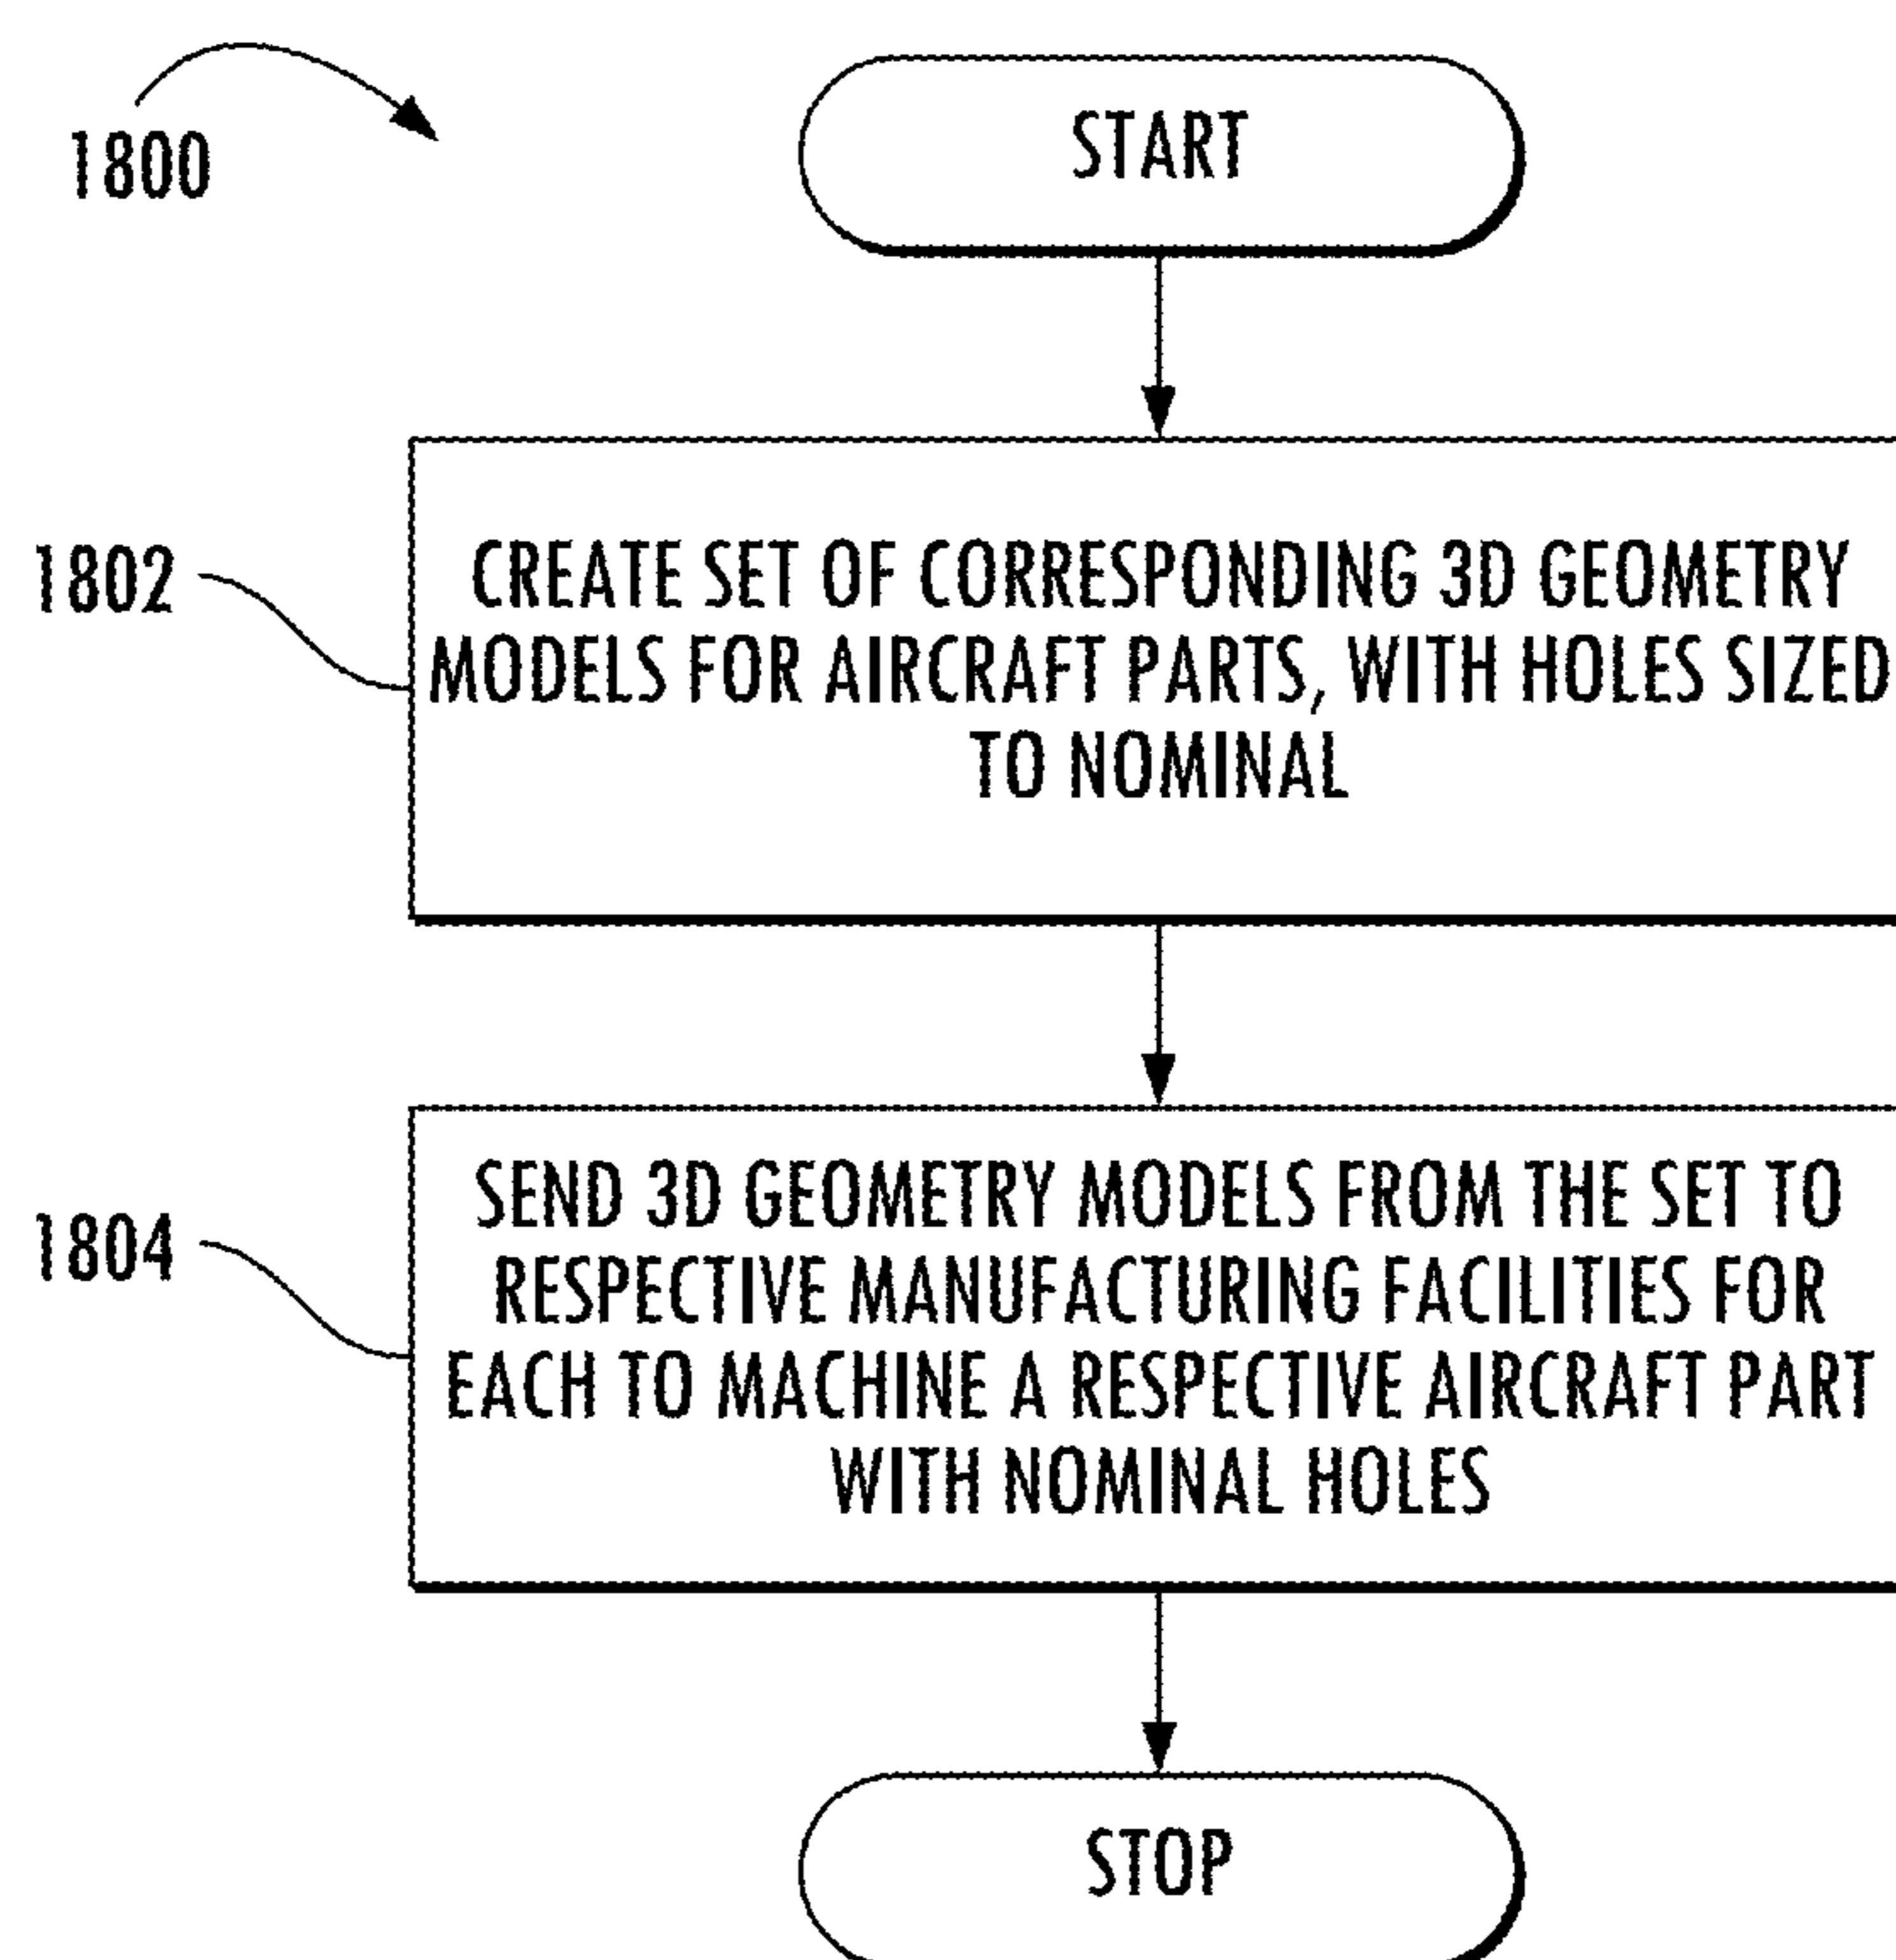 1800
START
1802
CREATE SET OF CORRESPONDING 3D GEOMETRY
MODELS FOR AIRCRAFT PARTS, WITH HOLES SIZED
TO NOMINAL
1804
SEND 3D GEOMETRY MODELS FROM THE SET TO
RESPECTIVE MANUFACTURING FACILITIES FOR
EACH TO MACHINE A RESPECTIVE AIRCRAFT PART
WITH NOMINAL HOLES
STOP